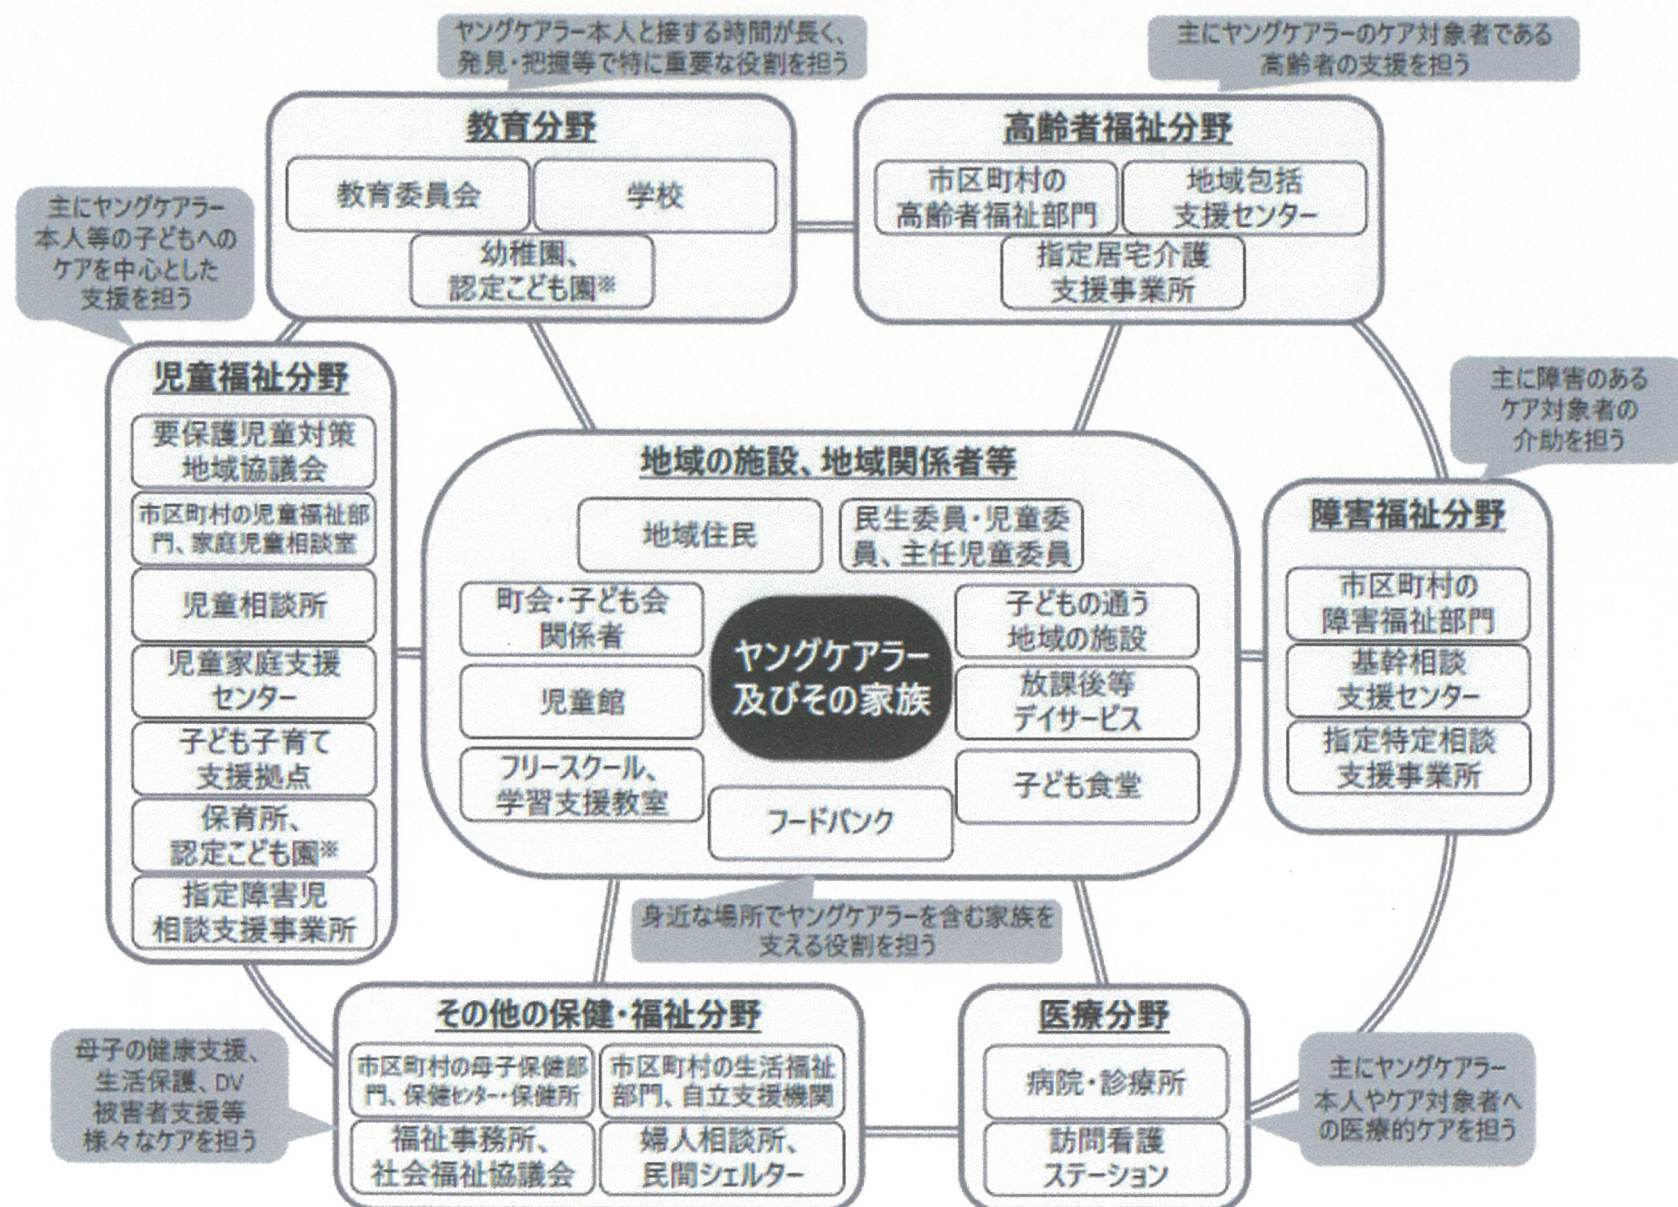 ヤングケアラー本人と接する時間が長く、
発見・把握等で特に重要な役割を担う
主にヤングケアラーのケア対象者である
高齢者の支援を担う
教育分野
教育委員会
学校
幼稚園、
認定こども園※
高齢者福祉分野
市区町村の
高齢者福祉部門
地域包括
支援センター
指定居宅介護
支援事業所
主にヤングケアラー
本人等の子どもへの
ケアを中心とした
支援を担う
児童福祉分野
要保護児童対策
地域協議会
市区町村の児童福祉部
門、家庭児童相談室
児童相談所
児童家庭支援
センター
子ども子育て
支援拠点
保育所、
認定こども園※
指定障害児
相談支援事業所
地域の施設、地域関係者等
地域住民
民生委員・児童委
員、主任児童委員
町会・子ども会
関係者
児童館
フリースクール、
学習支援教室
ヤングケアラー
及びその家族
子どもの通う
地域の施設
放課後等
デイサービス
子ども食堂
フードバンク
身近な場所でヤングケアラーを含む家族を
支える役割を担う
主に障害のある
ケア対象者の
介助を担う
障害福祉分野
市区町村の
障害福祉部門
基幹相談
支援センター
指定特定相談
支援事業所
母子の健康支援、
生活保護、DV
被害者支援等
様々なケアを担う
その他の保健・福祉分野
市区町村の母子保健部
門、保健センター・保健所
市区町村の生活福祉
部門、自立支援機関
福祉事務所、
社会福祉協議会
婦人相談所、
民間シェルター
医療分野
病院・診療所
訪問看護
ステーション
主にヤングケアラー
本人やケア対象者へ
の医療的ケアを担う